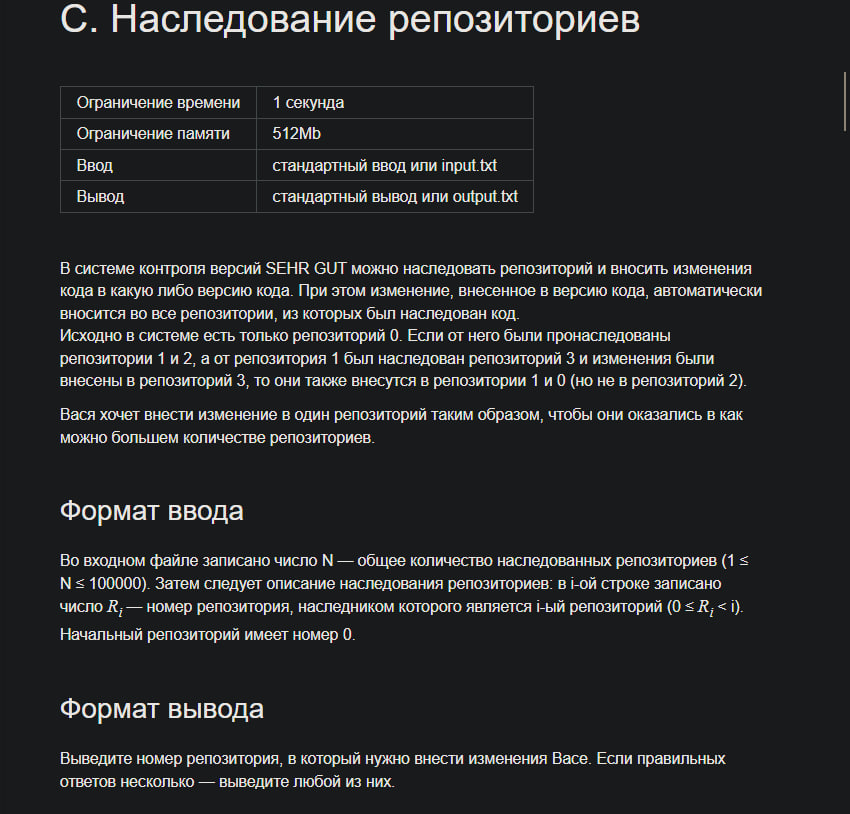 C. Наследование репозиториев
Ограничение времени 1 секунда
Ограничение памяти 512Mb
Ввод стандартный ввод или input.txt
Вывод стандартный вывод или output.txt
В системе контроля версий SEHR GUT можно наследовать репозиторий и вносить изменения
кода в какую либо версию кода. При этом изменение, внесенное в версию кода, автоматически
вносится во все репозитории, из которых был наследован код.
Исходно в системе есть только репозиторий 0. Если от него были пронаследованы
репозитории 1 и 2, а от репозитория 1 был наследован репозиторий 3 и изменения были
внесены в репозиторий 3, то они также внесутся в репозитории 1 и 0 (но не в репозиторий 2).
Вася хочет внести изменение в один репозиторий таким образом, чтобы они оказались в как
можно большем количестве репозиториев.
Формат ввода
Во входном файле записано число N — общее количество наследованных репозиториев (1 ≤
N ≤ 100000). Затем следует описание наследования репозиториев: в i-ой строке записано
число R_i — номер репозитория, наследником которого является i-ый репозиторий (0 ≤ R_i < i).
Начальный репозиторий имеет номер 0.
Формат вывода
Выведите номер репозитория, в который нужно внести изменения Васе. Если правильных
ответов несколько — выведите любой из них.